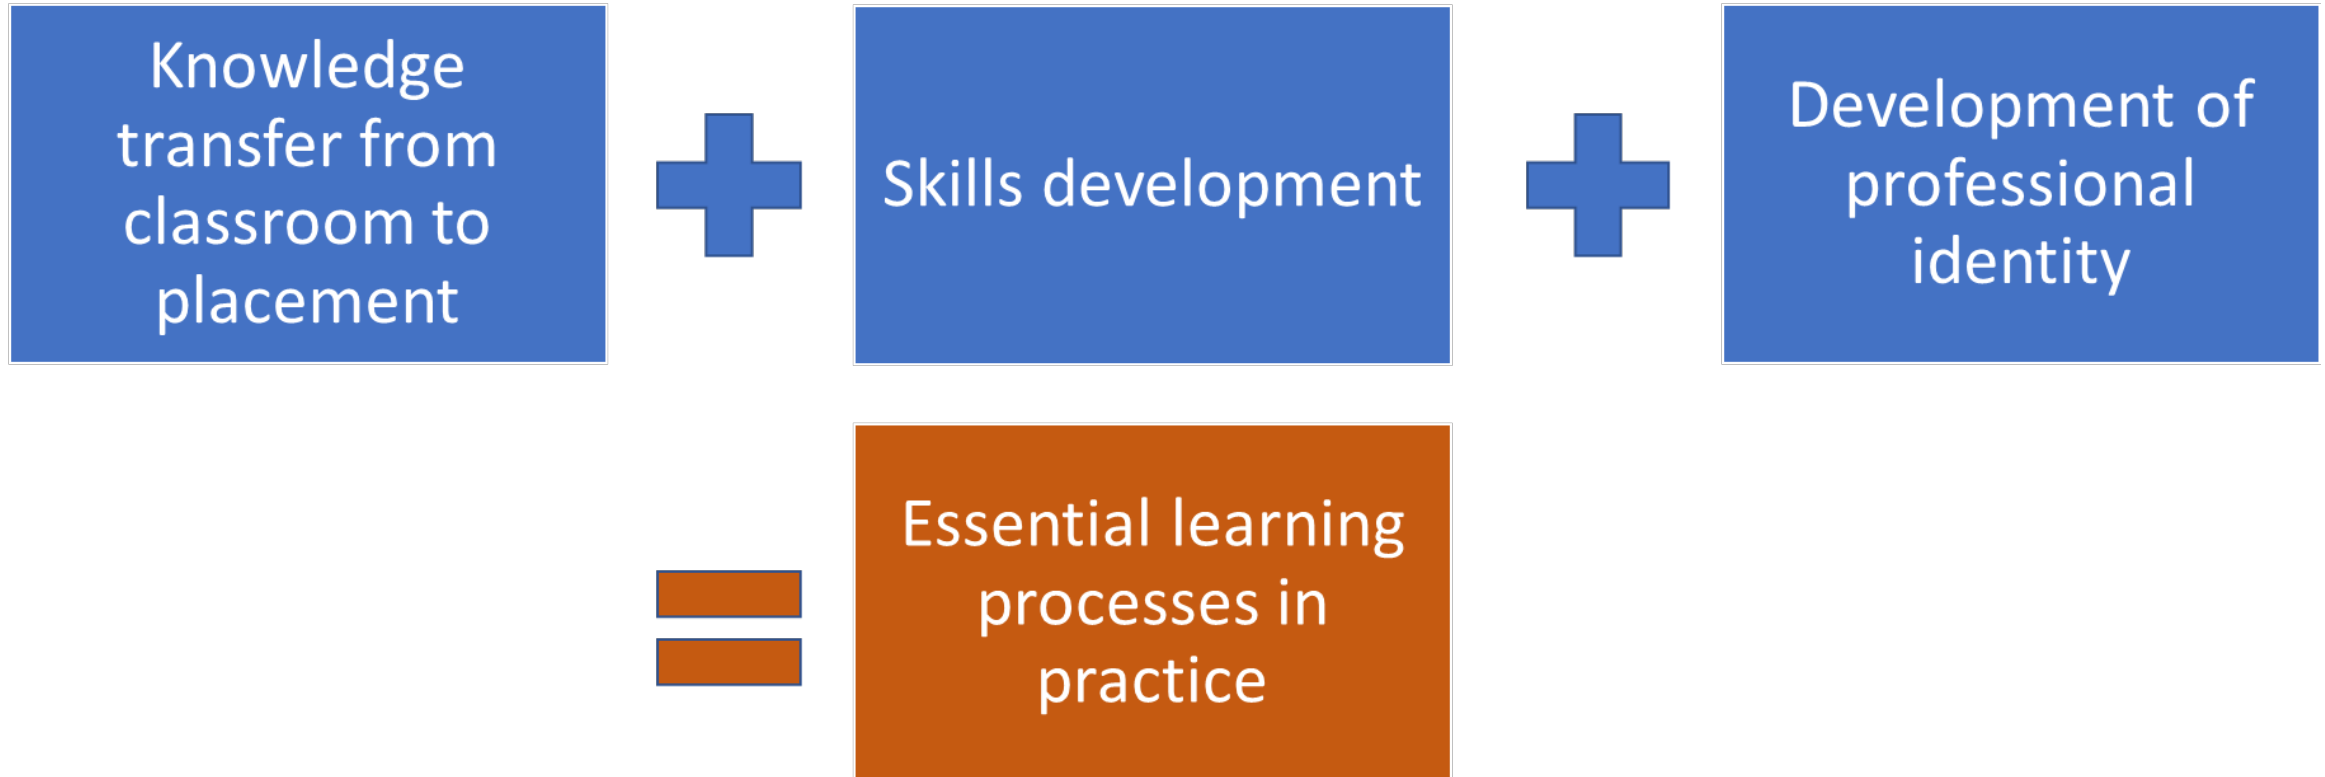 Knowledge
transfer from
classroom to
placement
Skills development
Development of
professional
identity
Essential learning
processes in
practice